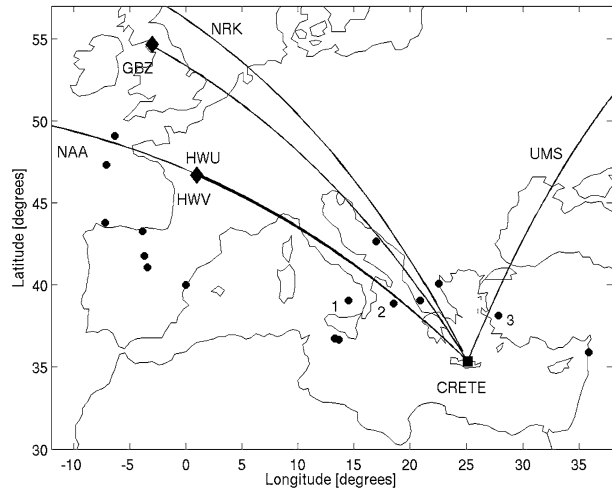 55
50
45
40
35
30
-10 -5 0 5 10 15 20 25 30 35
Latitude [degrees]
Longitude [degrees]
NRK
GBZ
UMS
NAA
HWU
HWV
1
2
3
CRETE